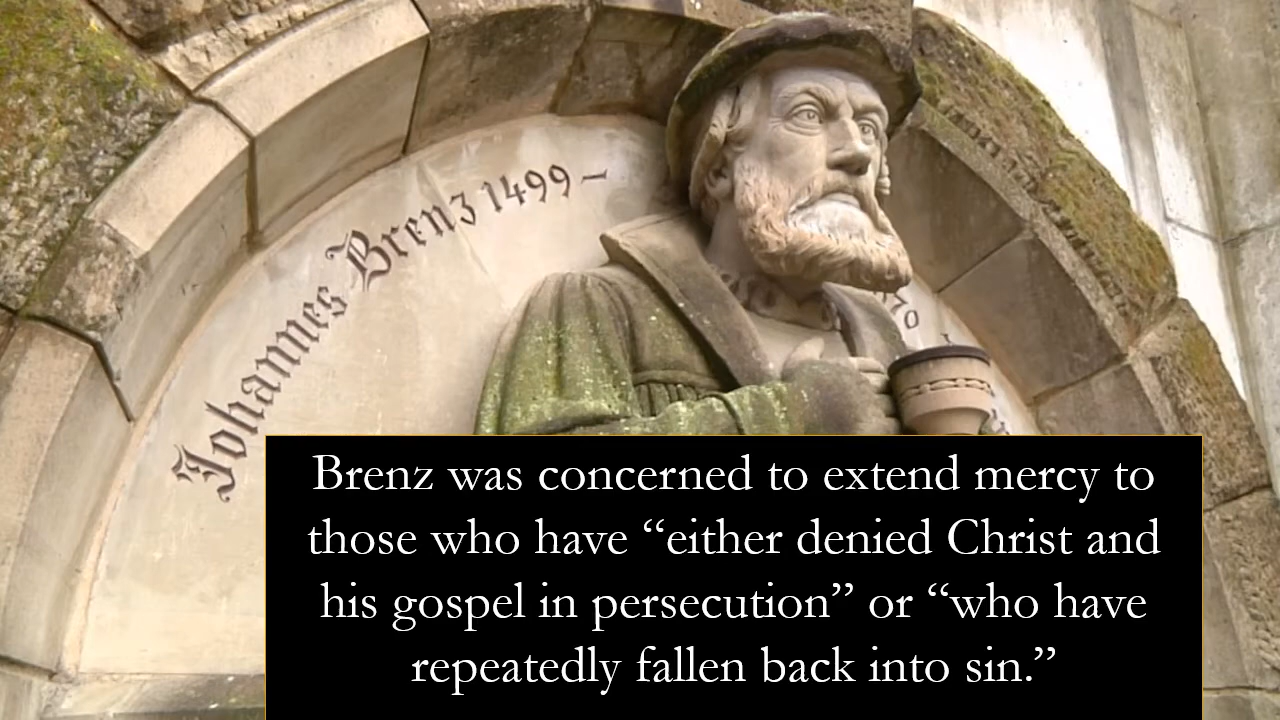 Johannes Brenz 1499 –
Brenz was concerned to extend mercy to
those who have “either denied Christ and
his gospel in persecution” or “who have
repeatedly fallen back into sin.”